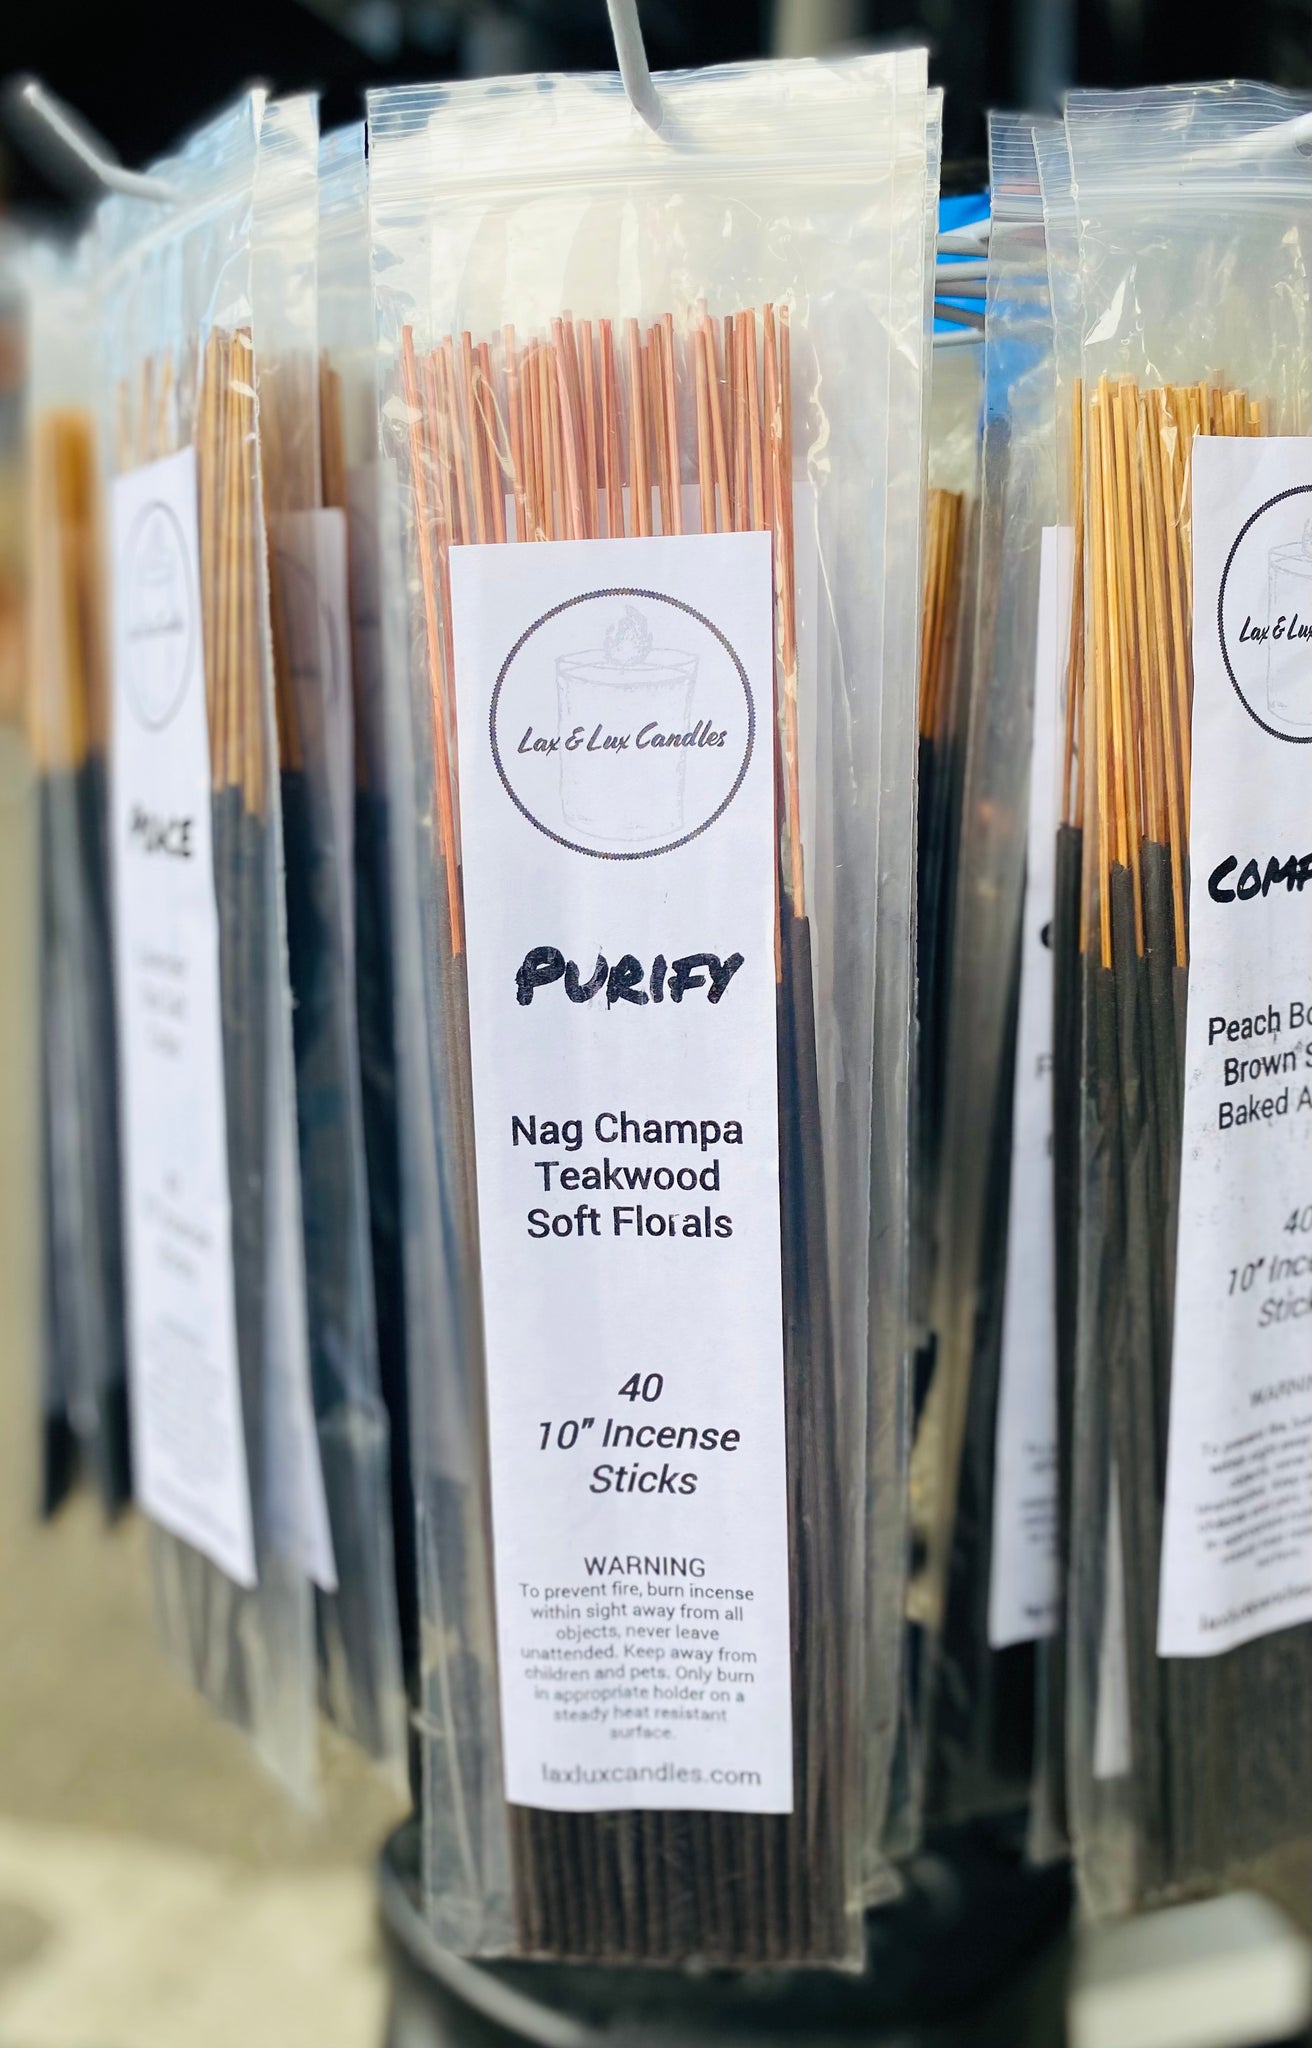 Lax & Lux Candles
PURIFY
Nag Champa
Teakwood
Soft Florals
40
10" Incense
Sticks
WARNING
To prevent fire, burn incense
within sight away from all
objects, never leave
unattended. Keep away from
children and pets. Only burn
in appropriate holder on a
steady heat resistant
surface.
laxluxcandles.com
Lax & Lux
COMF
Peach Bo
Brown S
Baked A
40
10" Ince
Stick
WARNIN